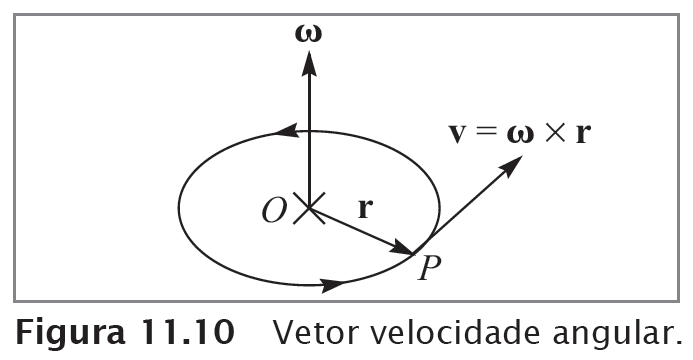 ω
v = ω × r
O
r
P
Figura 11.10 Vetor velocidade angular.